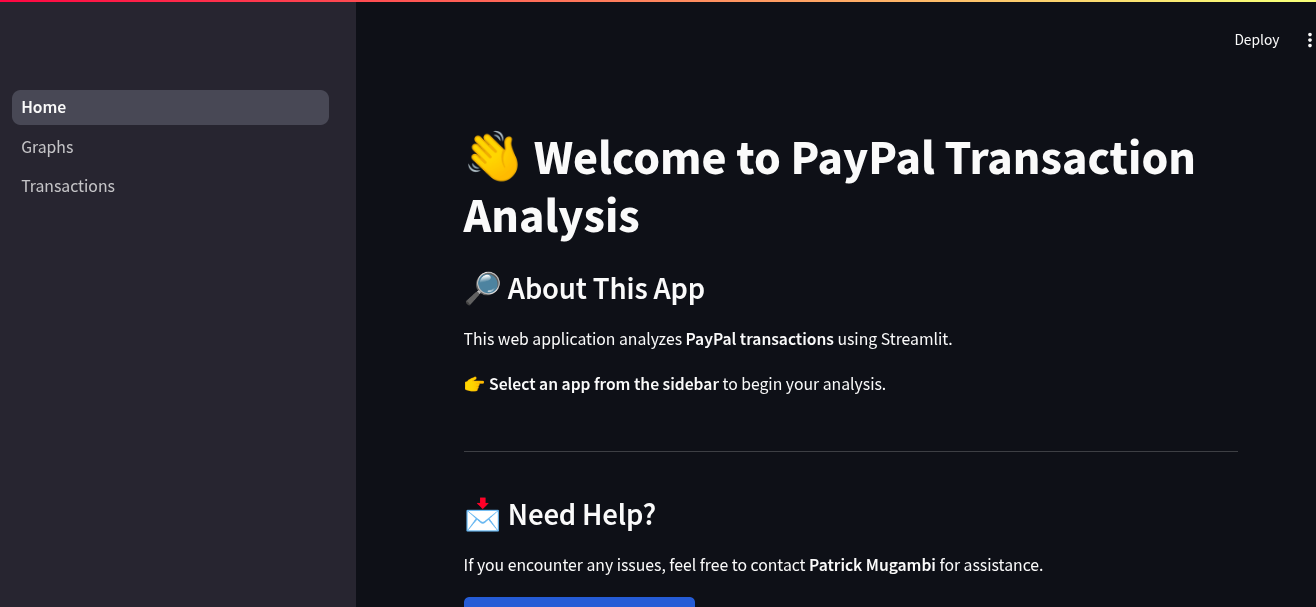 Deploy
Home
Graphs
Transactions
👋 Welcome to PayPal Transaction
Analysis
🔎 About This App
This web application analyzes PayPal transactions using Streamlit.
👉 Select an app from the sidebar to begin your analysis.
📩 Need Help?
If you encounter any issues, feel free to contact Patrick Mugambi for assistance.